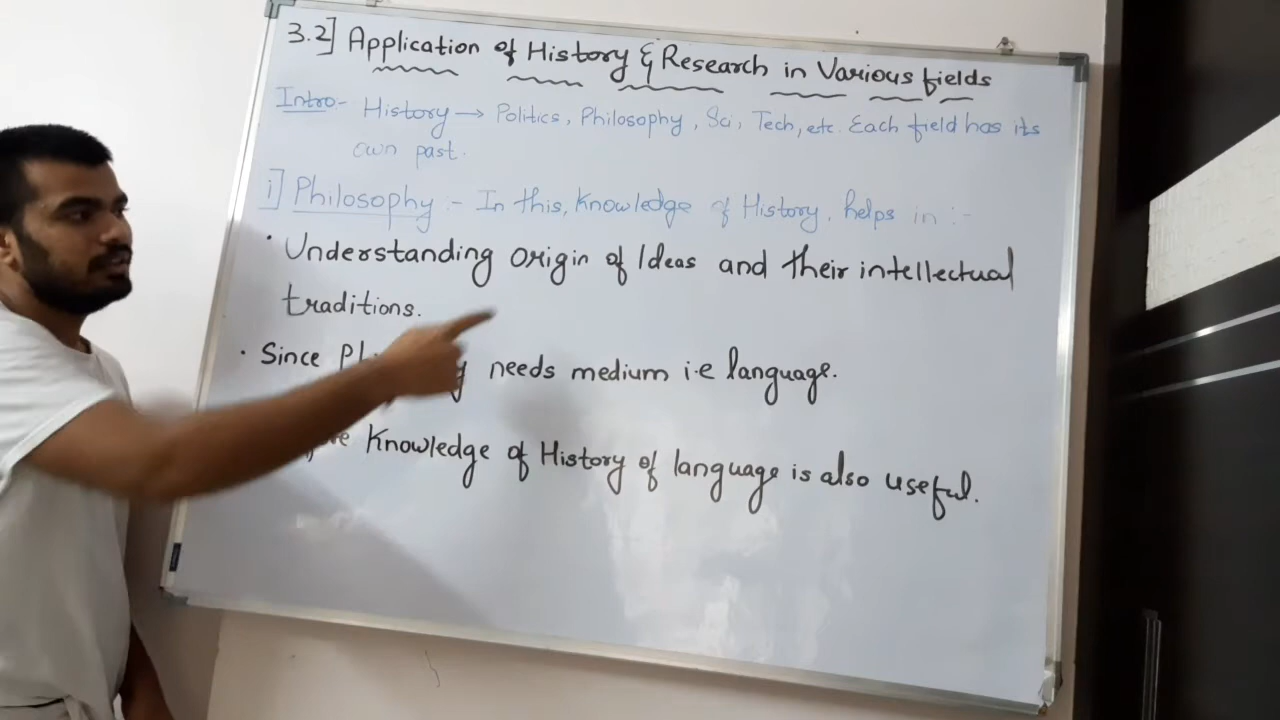 3.2] Application of History & Research in Various fields
Intro:- History → Politics, Philosophy, Sci, Tech, etc. Each field has its
own past.
i] Philosophy :- In this, Knowledge of History, helps in :-
· Understanding origin of Ideas and their intellectual
traditions.
· Since needs medium i.e language.
Knowledge of History of language is also useful.